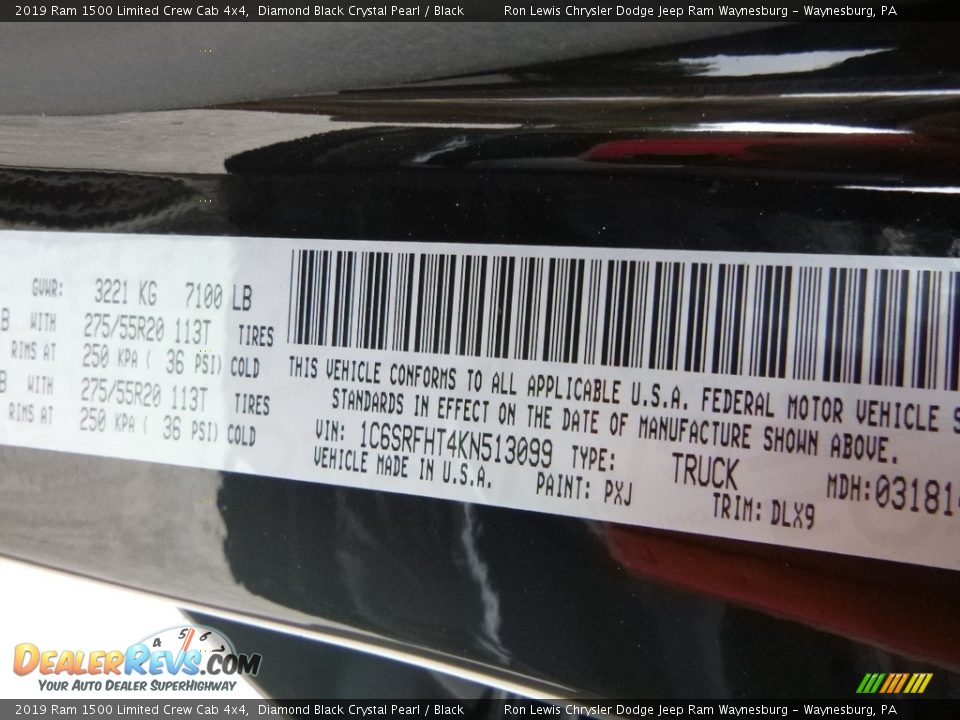 2019 Ram 1500 Limited Crew Cab 4x4, Diamond Black Crystal Pearl / Black Ron Lewis Chrysler Dodge Jeep Ram Waynesburg - Waynesburg, PA
GVWR: 3221 KG 7100 LB
B WITH 275/55R20 113T TIRES
RIMS AT 250 KPA ( 36 PSI) COLD
B WITH 275/55R20 113T TIRES
RIMS AT 250 KPA ( 36 PSI) COLD
THIS VEHICLE CONFORMS TO ALL APPLICABLE U.S.A. FEDERAL MOTOR VEHICLE S
STANDARDS IN EFFECT ON THE DATE OF MANUFACTURE SHOWN ABOVE.
VIN: 1C6SRFHT4KN513099 TYPE: TRUCK MDH: 03181
VEHICLE MADE IN U.S.A. PAINT: PXJ TRIM: DLX9
4 5 6
DEALERREVS.COM
YOUR AUTO DEALER SUPERHIGHWAY
2019 Ram 1500 Limited Crew Cab 4x4, Diamond Black Crystal Pearl / Black Ron Lewis Chrysler Dodge Jeep Ram Waynesburg - Waynesburg, PA